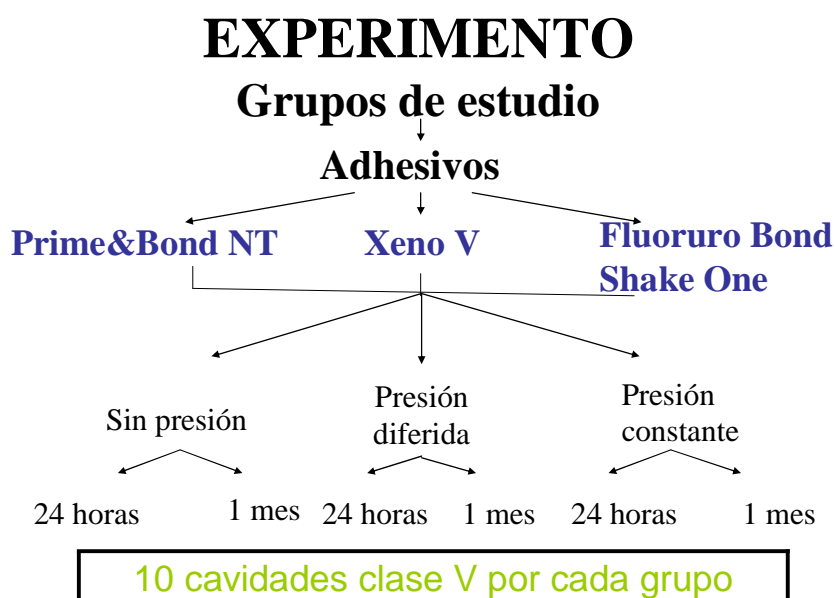 EXPERIMENTO
Grupos de estudio
Adhesivos
Prime&Bond NT
Xeno V
Fluoruro Bond
Shake One
Sin presión
Presión
diferida
Presión
constante
24 horas
1 mes
24 horas
1 mes
24 horas
1 mes
10 cavidades clase V por cada grupo